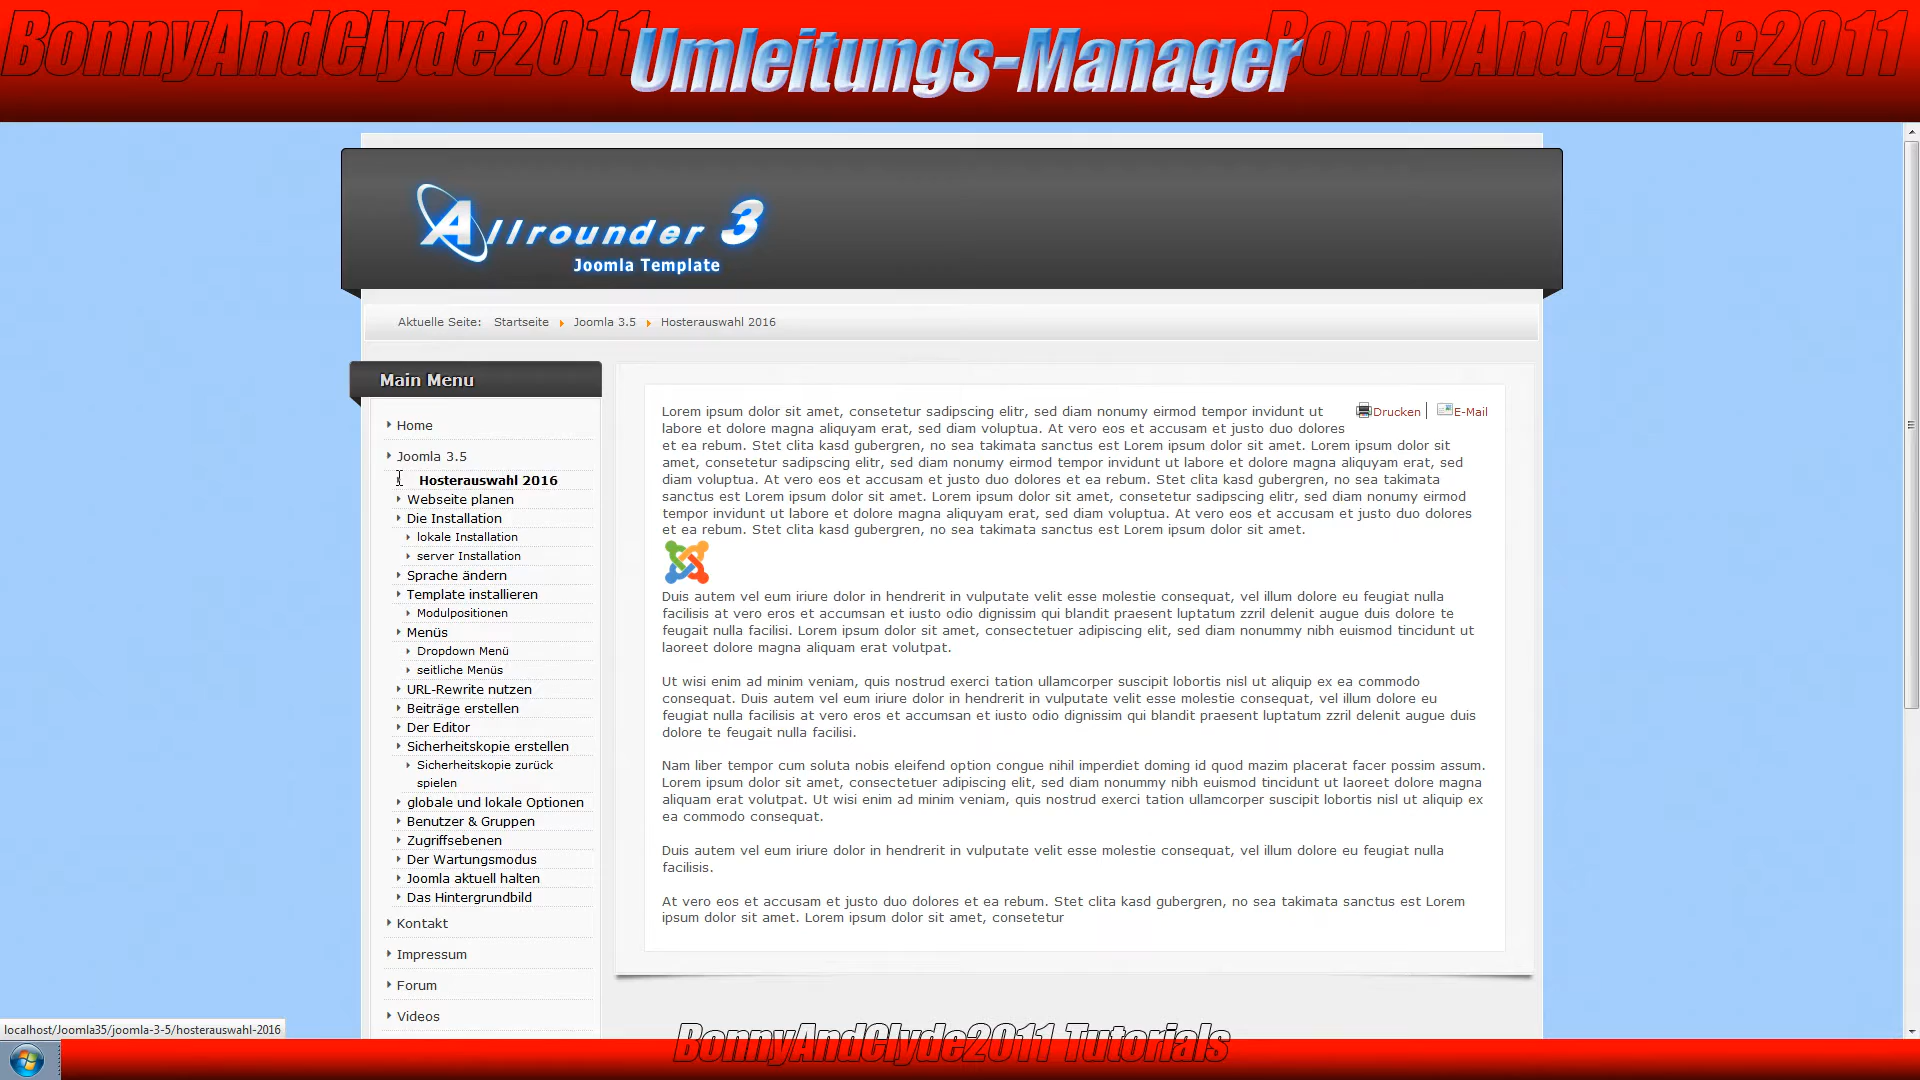 BonnyAndClyde2011
Umleitungs-Manager
BonnyAndClyde2011
Allrounder 3
Joomla Template
Aktuelle Seite: Startseite Joomla 3.5 Hosterauswahl 2016
Main Menu
Home
Joomla 3.5
Hosterauswahl 2016
Webseite planen
Die Installation
lokale Installation
server Installation
Sprache ändern
Template installieren
Modulpositionen
Menüs
Dropdown Menü
seitliche Menüs
URL-Rewrite nutzen
Beiträge erstellen
Der Editor
Sicherheitskopie erstellen
Sicherheitskopie zurück
spielen
globale und lokale Optionen
Benutzer & Gruppen
Zugriffsebenen
Der Wartungsmodus
Joomla aktuell halten
Das Hintergrundbild
Kontakt
Impressum
Forum
Videos
Drucken E-Mail
Lorem ipsum dolor sit amet, consetetur sadipscing elitr, sed diam nonumy eirmod tempor invidunt ut
labore et dolore magna aliquyam erat, sed diam voluptua. At vero eos et accusam et justo duo dolores
et ea rebum. Stet clita kasd gubergren, no sea takimata sanctus est Lorem ipsum dolor sit amet. Lorem ipsum dolor sit
amet, consetetur sadipscing elitr, sed diam nonumy eirmod tempor invidunt ut labore et dolore magna aliquyam erat, sed
diam voluptua. At vero eos et accusam et justo duo dolores et ea rebum. Stet clita kasd gubergren, no sea takimata
sanctus est Lorem ipsum dolor sit amet. Lorem ipsum dolor sit amet, consetetur sadipscing elitr, sed diam nonumy eirmod
tempor invidunt ut labore et dolore magna aliquyam erat, sed diam voluptua. At vero eos et accusam et justo duo dolores
et ea rebum. Stet clita kasd gubergren, no sea takimata sanctus est Lorem ipsum dolor sit amet.
Duis autem vel eum iriure dolor in hendrerit in vulputate velit esse molestie consequat, vel illum dolore eu feugiat nulla
facilisis at vero eros et accumsan et iusto odio dignissim qui blandit praesent luptatum zzril delenit augue duis dolore te
feugait nulla facilisi. Lorem ipsum dolor sit amet, consectetuer adipiscing elit, sed diam nonummy nibh euismod tincidunt ut
laoreet dolore magna aliquam erat volutpat.
Ut wisi enim ad minim veniam, quis nostrud exerci tation ullamcorper suscipit lobortis nisl ut aliquip ex ea commodo
consequat. Duis autem vel eum iriure dolor in hendrerit in vulputate velit esse molestie consequat, vel illum dolore eu
feugiat nulla facilisis at vero eros et accumsan et iusto odio dignissim qui blandit praesent luptatum zzril delenit augue duis
dolore te feugait nulla facilisi.
Nam liber tempor cum soluta nobis eleifend option congue nihil imperdiet doming id quod mazim placerat facer possim assum.
Lorem ipsum dolor sit amet, consectetuer adipiscing elit, sed diam nonummy nibh euismod tincidunt ut laoreet dolore magna
aliquam erat volutpat. Ut wisi enim ad minim veniam, quis nostrud exerci tation ullamcorper suscipit lobortis nisl ut aliquip ex
ea commodo consequat.
Duis autem vel eum iriure dolor in hendrerit in vulputate velit esse molestie consequat, vel illum dolore eu feugiat nulla
facilisis.
At vero eos et accusam et justo duo dolores et ea rebum. Stet clita kasd gubergren, no sea takimata sanctus est Lorem
ipsum dolor sit amet. Lorem ipsum dolor sit amet, consetetur
localhost/Joomla35/joomla-3-5/hosterauswahl-2016
BonnyAndClyde2011 Tutorials